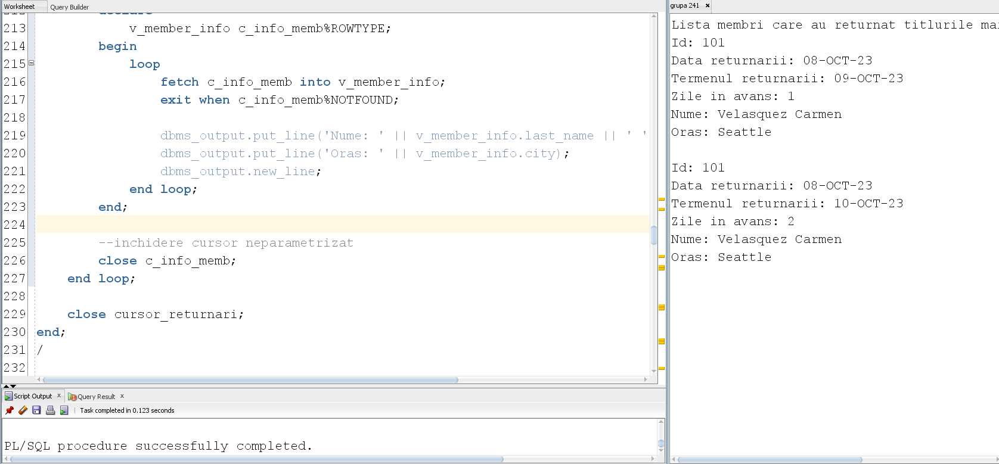 Worksheet Query Builder
212 declare
213 v_member_info c_info_memb%ROWTYPE;
214 begin
215 loop
216 fetch c_info_memb into v_member_info;
217 exit when c_info_memb%NOTFOUND;
218
219 dbms_output.put_line('Nume: ' || v_member_info.last_name || ' '
220 dbms_output.put_line('Oras: ' || v_member_info.city);
221 dbms_output.new_line;
222 end loop;
223 end;
224
225 --inchidere cursor neparametrizat
226 close c_info_memb;
227 end loop;
228
229 close cursor_returnari;
230 end;
231 /
232
Script Output x Query Result x
Task completed in 0.123 seconds
PL/SQL procedure successfully completed.
grupa 241 x
Lista membri care au returnat titlurile mai
Id: 101
Data returnarii: 08-OCT-23
Termenul returnarii: 09-OCT-23
Zile in avans: 1
Nume: Velasquez Carmen
Oras: Seattle
Id: 101
Data returnarii: 08-OCT-23
Termenul returnarii: 10-OCT-23
Zile in avans: 2
Nume: Velasquez Carmen
Oras: Seattle